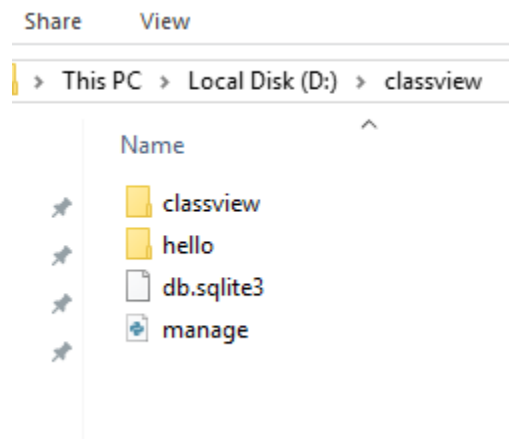 Share View
> This PC > Local Disk (D:) > classview
Name
classview
hello
db.sqlite3
manage